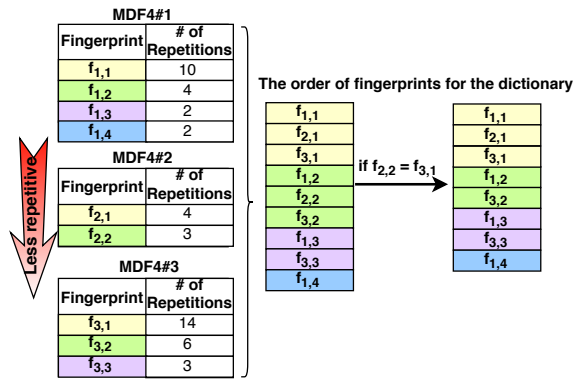 MDF4#1
Fingerprint # of Repetitions
f1,1 10
f1,2 4
f1,3 2
f1,4 2
Less repetitive
MDF4#2
Fingerprint # of Repetitions
f2,1 4
f2,2 3
MDF4#3
Fingerprint # of Repetitions
f3,1 14
f3,2 6
f3,3 3
The order of fingerprints for the dictionary
f1,1
f2,1
f3,1
f1,2
f2,2
f3,2
f1,3
f3,3
f1,4
if f2,2 = f3,1
f1,1
f2,1
f3,1
f1,2
f3,2
f1,3
f3,3
f1,4